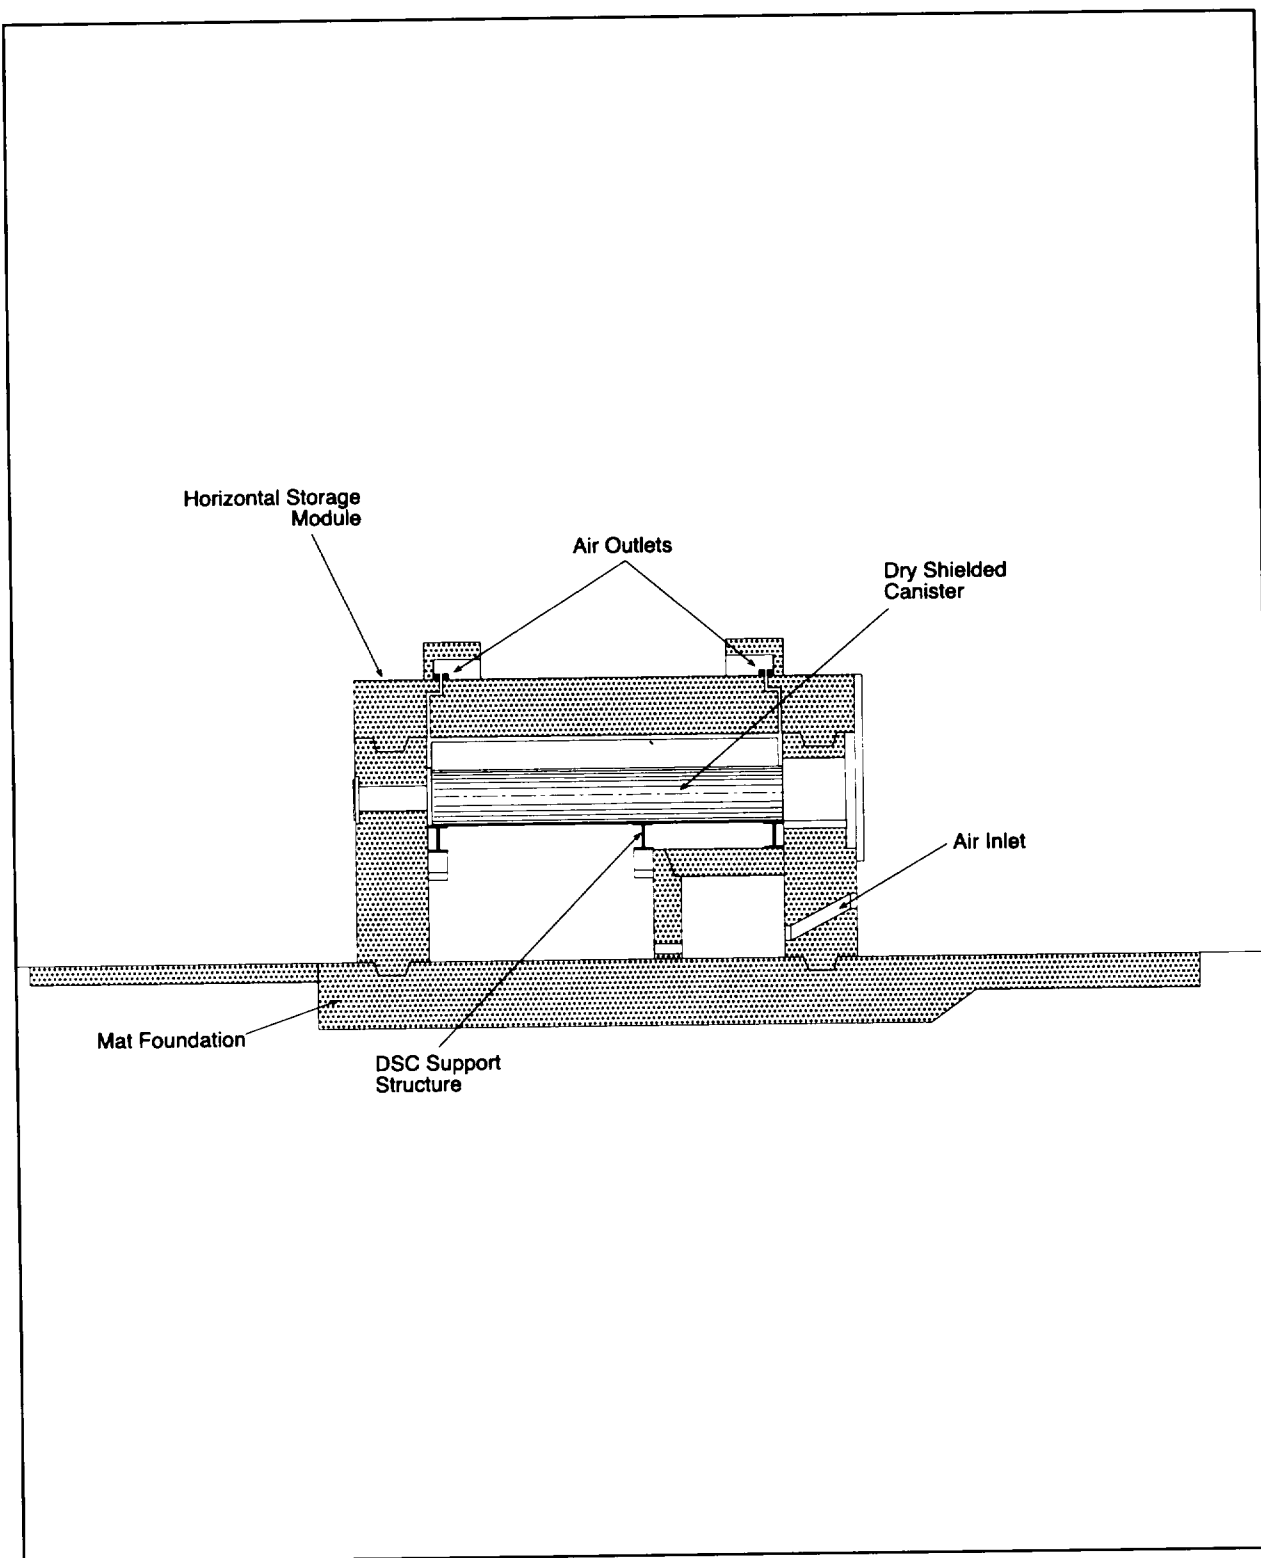 Horizontal Storage
Module
Air Outlets
Dry Shielded
Canister
Air Inlet
Mat Foundation
DSC Support
Structure